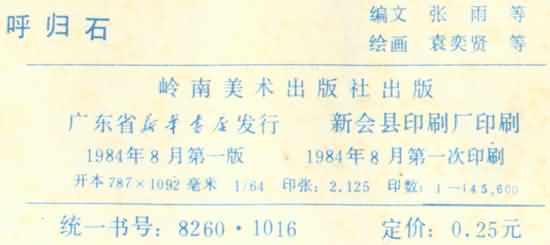 呼归石
编文 张雨 等
绘画 袁奕贤 等
岭南美术出版社出版
广东省新华书店发行 新会县印刷厂印刷
1984年8月第一版 1984年8月第一次印刷
开本787×1092毫米 1/64 印张:2.125 印数:1—145,600
统一书号:8260·1016 定价:0.25元